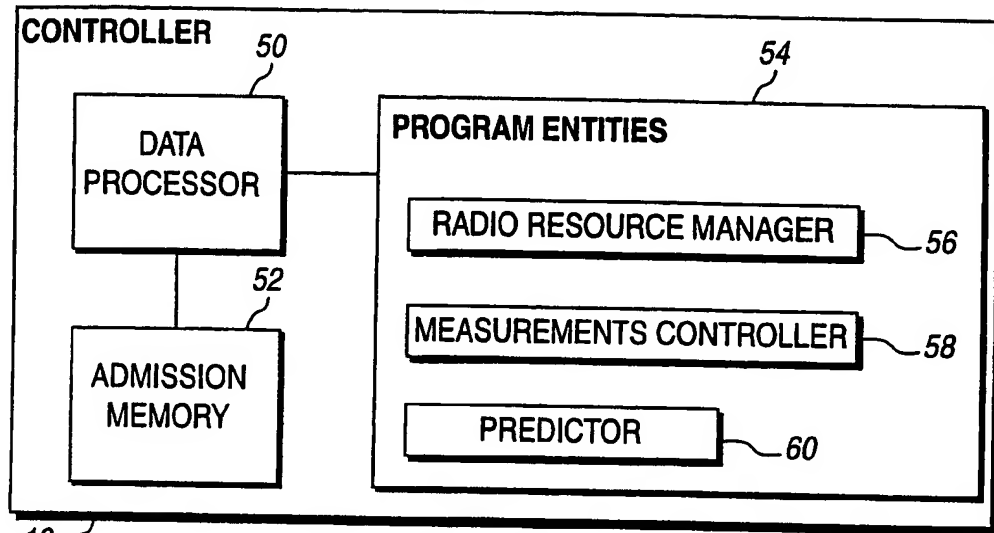 CONTROLLER
50
DATA
PROCESSOR
52
ADMISSION
MEMORY
54
PROGRAM ENTITIES
RADIO RESOURCE MANAGER
56
MEASUREMENTS CONTROLLER
58
PREDICTOR
60